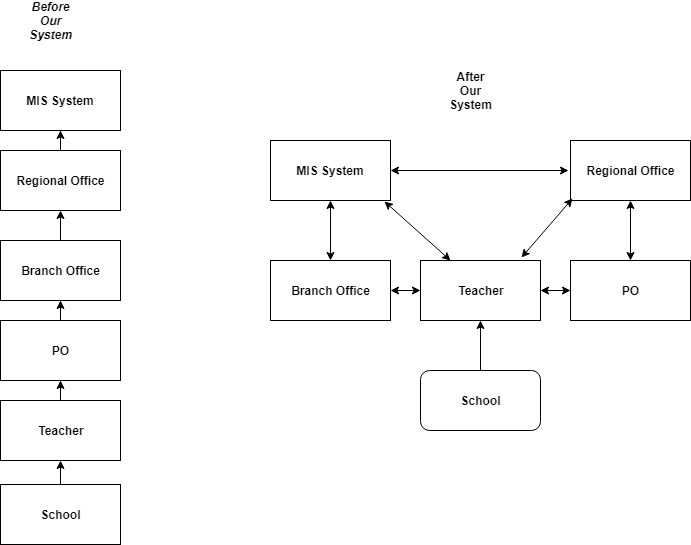 Before
Our
System
MIS System
Regional Office
Branch Office
PO
Teacher
School
After
Our
System
MIS System
Regional Office
Branch Office
Teacher
PO
School